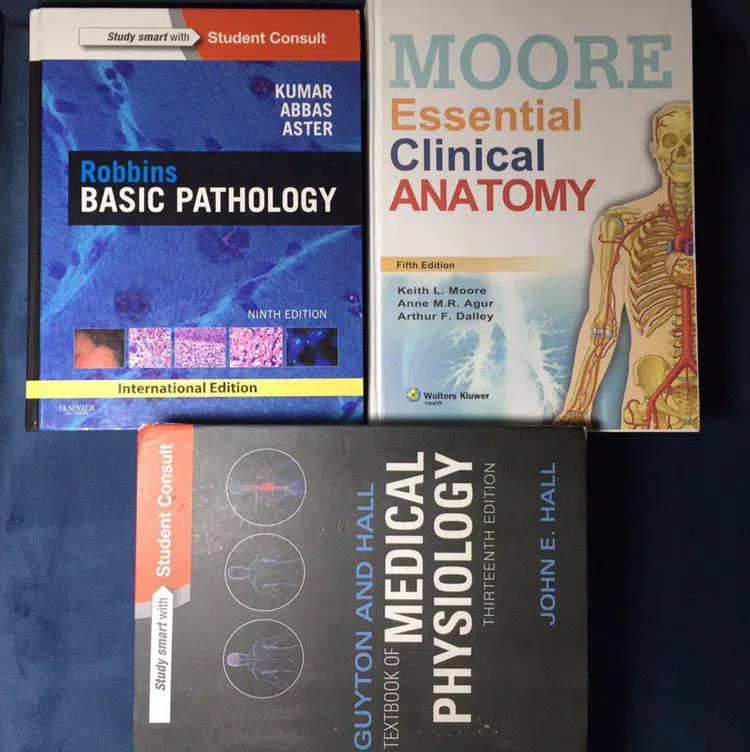 Study smart with Student Consult
KUMAR
ABBAS
ASTER
Robbins
BASIC PATHOLOGY
NINTH EDITION
International Edition
ELSEVIER
MOORE
Essential
Clinical
ANATOMY
Fifth Edition
Keith L. Moore
Anne M.R. Agur
Arthur F. Dalley
Wolters Kluwer
Health
Study smart with Student Consult
GUYTON AND HALL
TEXTBOOK OF MEDICAL
PHYSIOLOGY
THIRTEENTH EDITION
JOHN E. HALL